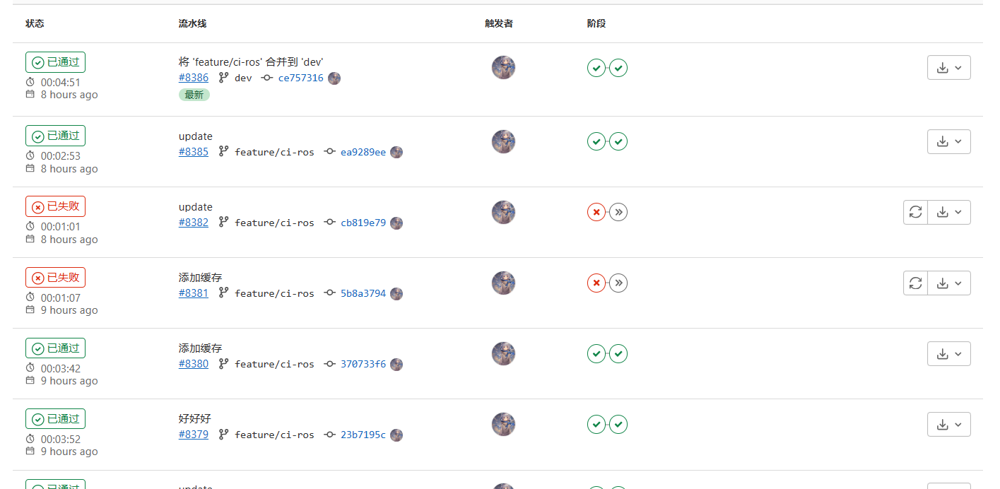 状态 流水线 触发者 阶段
已通过 将 'feature/ci-ros' 合并到 'dev'
00:04:51 #8386 dev ce757316
8 hours ago 最新
已通过 update
00:02:53 #8385 feature/ci-ros ea9289ee
8 hours ago
已失败 update
00:01:01 #8382 feature/ci-ros cb819e79
8 hours ago
已失败 添加缓存
00:01:07 #8381 feature/ci-ros 5b8a3794
9 hours ago
已通过 添加缓存
00:03:42 #8380 feature/ci-ros 370733f6
9 hours ago
已通过 好好好
00:03:52 #8379 feature/ci-ros 23b7195c
9 hours ago
已通过 update